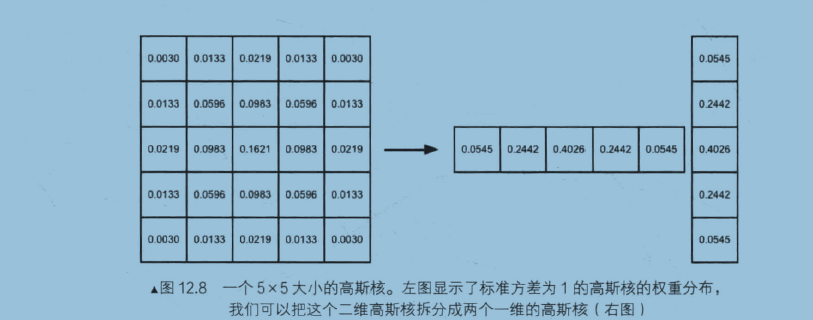 0.0030 0.0133 0.0219 0.0133 0.0030
0.0133 0.0596 0.0983 0.0596 0.0133
0.0219 0.0983 0.1621 0.0983 0.0219
0.0133 0.0596 0.0983 0.0596 0.0133
0.0030 0.0133 0.0219 0.0133 0.0030
0.0545 0.2442 0.4026 0.2442 0.0545
0.0545
0.2442
0.4026
0.2442
0.0545
▲图 12.8 一个 5×5 大小的高斯核。左图显示了标准方差为 1 的高斯核的权重分布，
我们可以把这个二维高斯核拆分成两个一维的高斯核（右图）